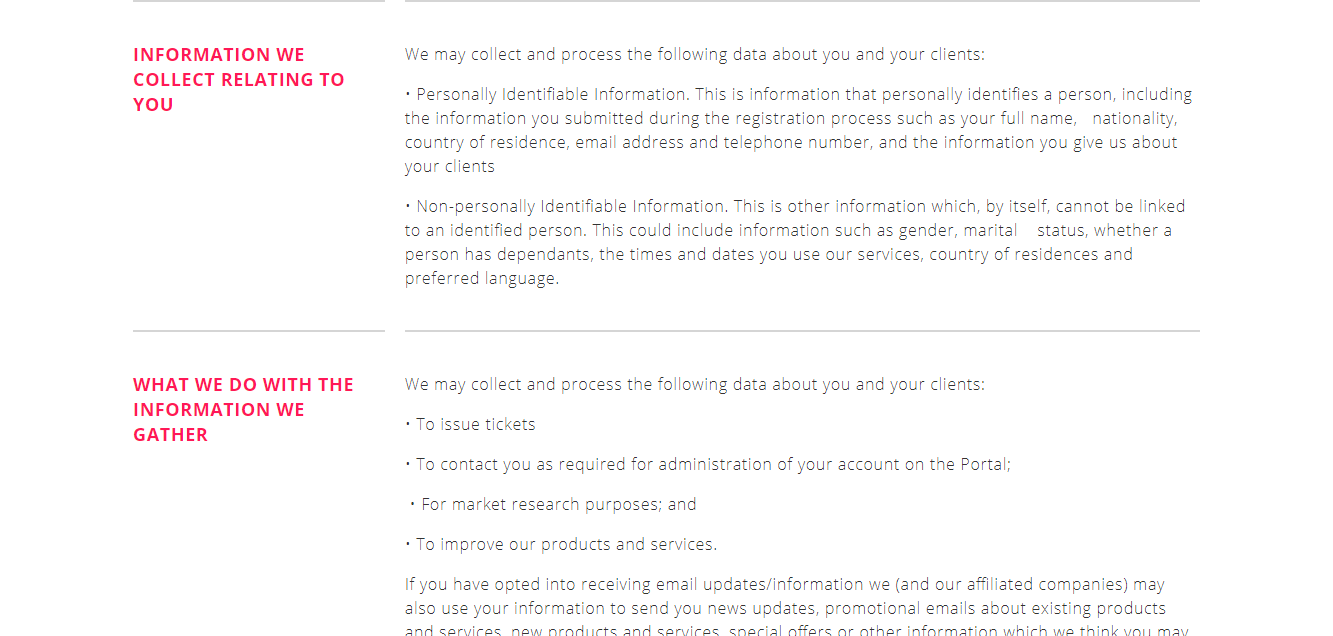 INFORMATION WE
COLLECT RELATING TO
YOU
We may collect and process the following data about you and your clients:
• Personally Identifiable Information. This is information that personally identifies a person, including
the information you submitted during the registration process such as your full name, nationality,
country of residence, email address and telephone number, and the information you give us about
your clients
• Non-personally Identifiable Information. This is other information which, by itself, cannot be linked
to an identified person. This could include information such as gender, marital status, whether a
person has dependants, the times and dates you use our services, country of residences and
preferred language.
WHAT WE DO WITH THE
INFORMATION WE
GATHER
We may collect and process the following data about you and your clients:
• To issue tickets
• To contact you as required for administration of your account on the Portal;
• For market research purposes; and
• To improve our products and services.
If you have opted into receiving email updates/information we (and our affiliated companies) may
also use your information to send you news updates, promotional emails about existing products
and services, new products and services, special offers or other information which we think you may